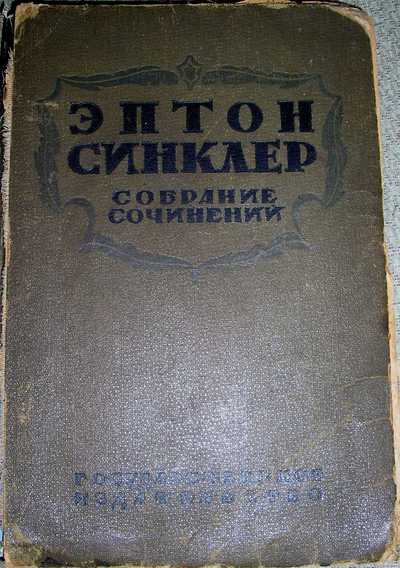 ЭПТОН
СИНКЛЕР
СОБРАНИЕ
СОЧИНЕНИЙ
ГОСУДАРСТВЕННОЕ
ИЗДАТЕЛЬСТВО